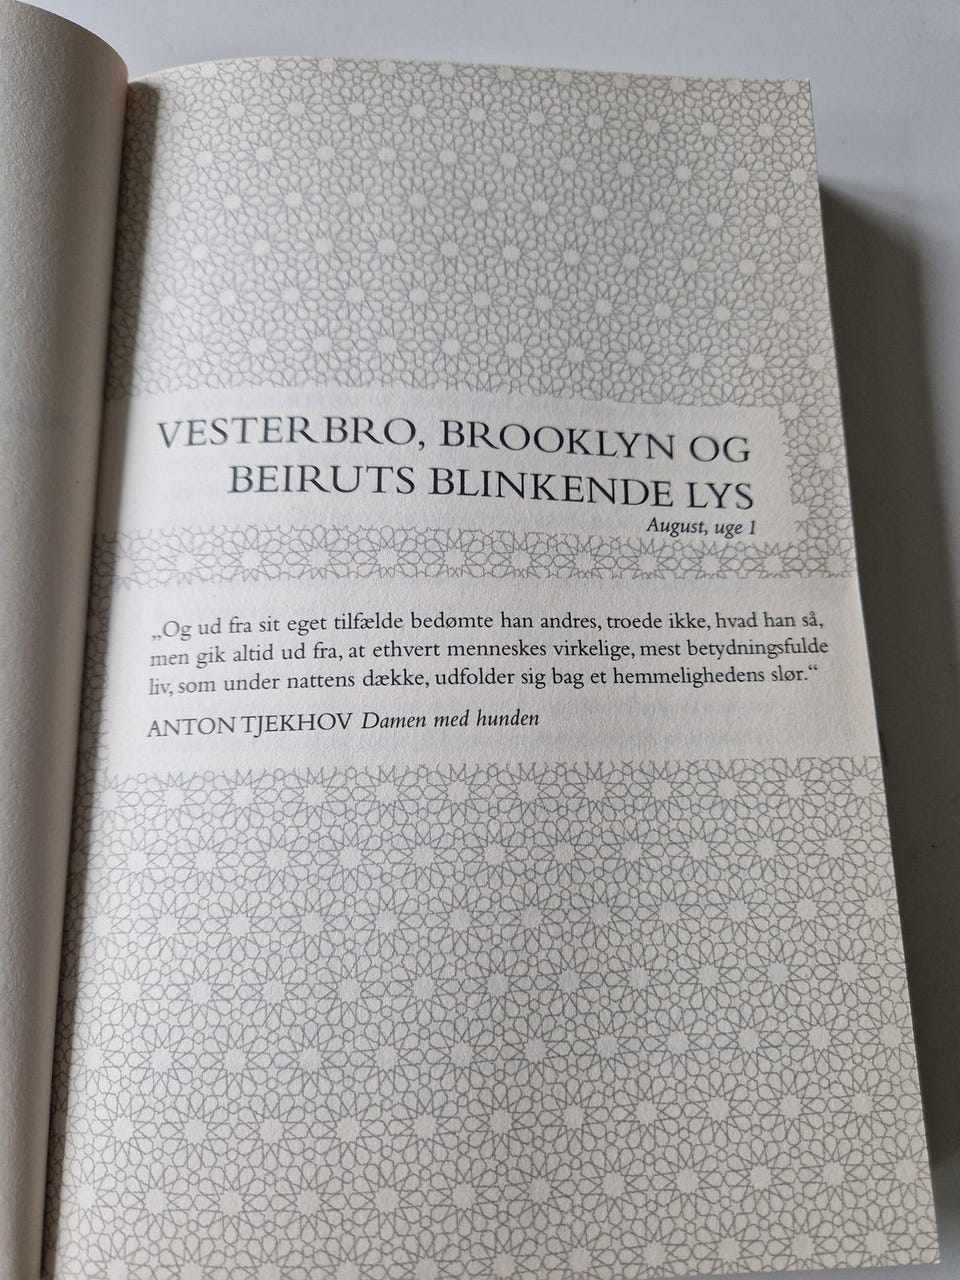 VESTERBRO, BROOKLYN OG
BEIRUTS BLINKENDE LYS
August, uge 1
„Og ud fra sit eget tilfælde bedømte han andres, troede ikke, hvad han så,
men gik altid ud fra, at ethvert menneskes virkelige, mest betydningsfulde
liv, som under nattens dække, udfolder sig bag et hemmelighedens slør.“
ANTON TJEKHOV Damen med hunden